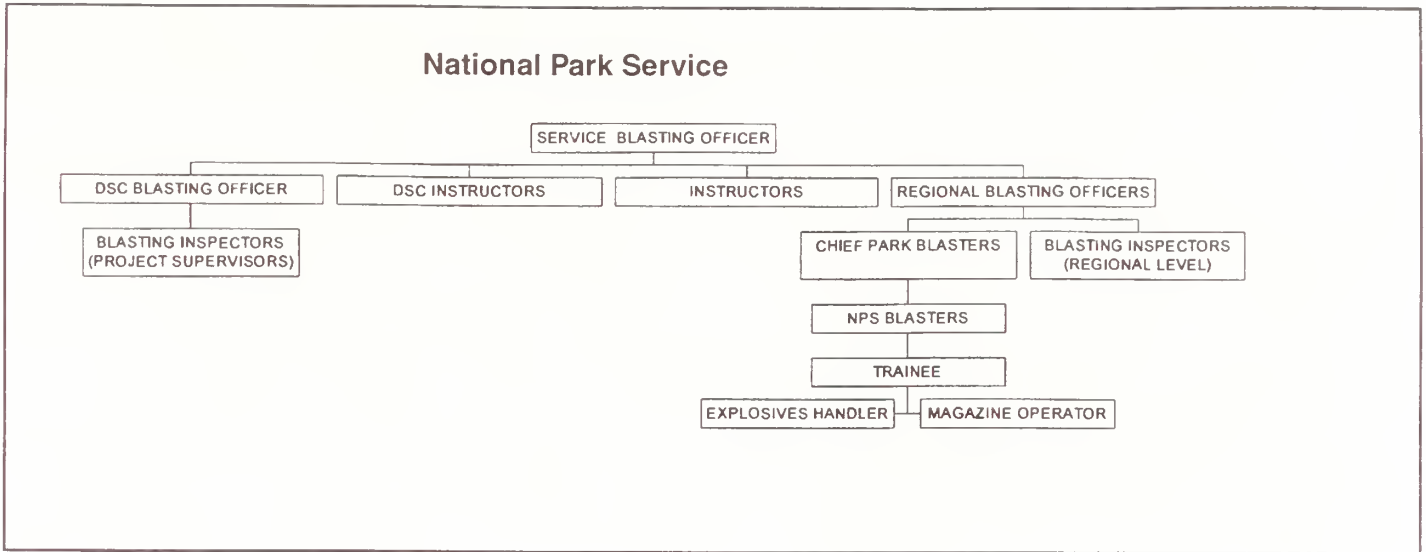 National Park Service
SERVICE BLASTING OFFICER
DSC BLASTING OFFICER
DSC INSTRUCTORS
INSTRUCTORS
REGIONAL BLASTING OFFICERS
BLASTING INSPECTORS
(PROJECT SUPERVISORS)
CHIEF PARK BLASTERS
BLASTING INSPECTORS
(REGIONAL LEVEL)
NPS BLASTERS
TRAINEE
EXPLOSIVES HANDLER
MAGAZINE OPERATOR